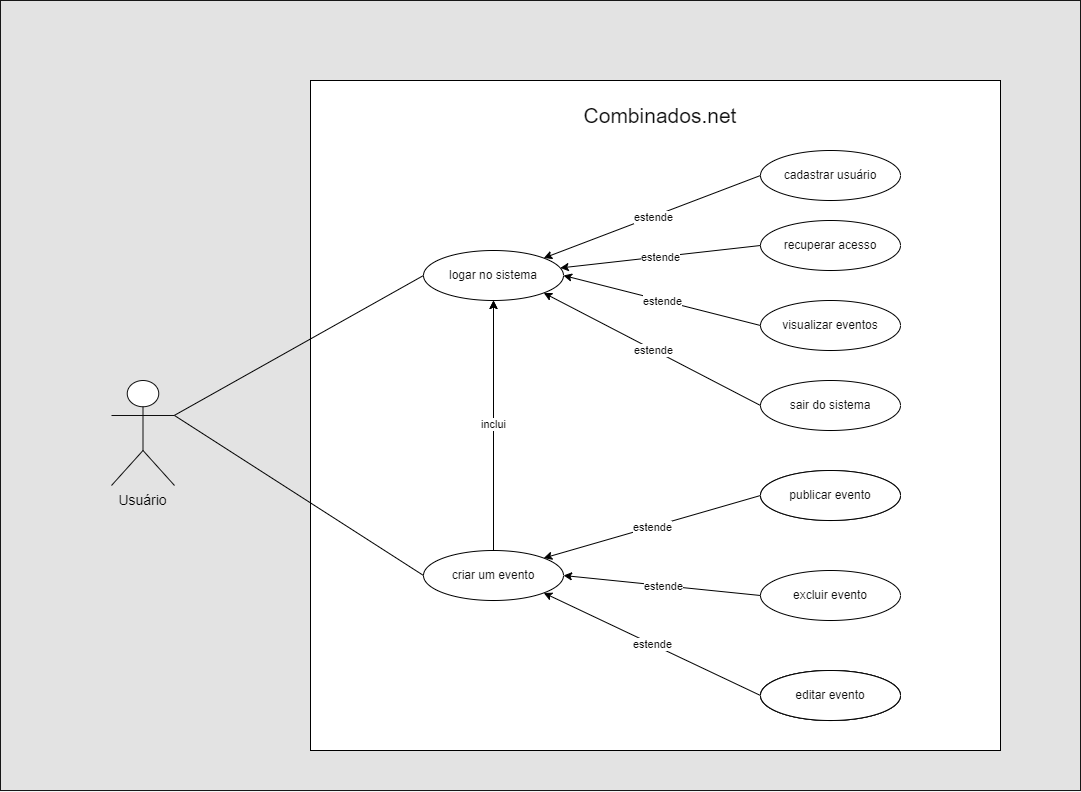 Combinados.net
cadastrar usuário
estende
recuperar acesso
estende
logar no sistema
estende
visualizar eventos
estende
sair do sistema
inclui
Usuário
publicar evento
estende
criar um evento
estende
excluir evento
estende
editar evento